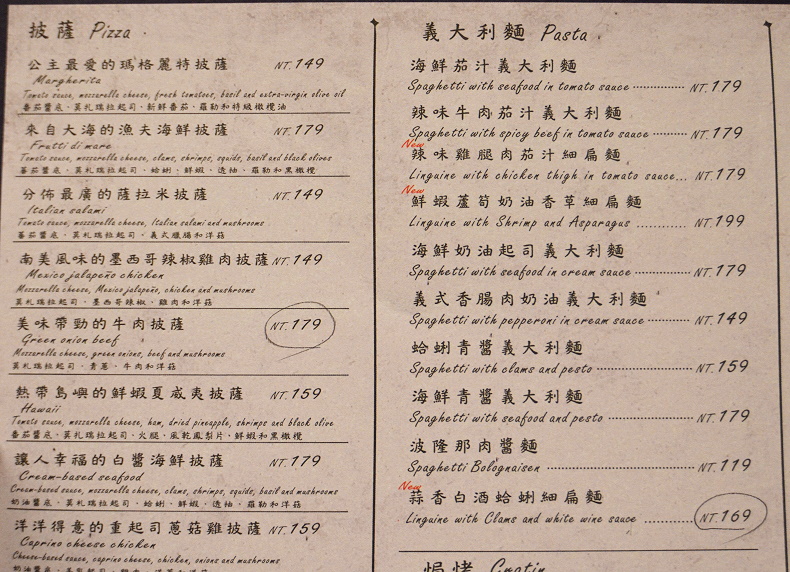 披薩 Pizza
公主最愛的瑪格麗特披薩 NT.149
Margherita
Tomato sauce, mozzarella cheese, fresh tomatoes, basil and extra-virgin olive oil
番茄醬底、莫札瑞拉起司、新鮮番茄、羅勒和特級橄欖油
來自大海的漁夫海鮮披薩 NT.179
Frutti di mare
Tomato sauce, mozzarella cheese, clams, shrimps, squids, basil and black olives
番茄醬底、莫札瑞拉起司、蛤蜊、鮮蝦、透抽、羅勒和黑橄欖
分佈最廣的薩拉米披薩 NT.149
Italian salami
Tomato sauce, mozzarella cheese, Italian salami and mushrooms
番茄醬底、莫札瑞拉起司、義式臘腸和洋菇
南美風味的墨西哥辣椒雞肉披薩 NT.149
Mexico jalapeño chicken
Mozzarella cheese, Mexico jalapeño, chicken and mushrooms
莫札瑞拉起司、墨西哥辣椒、雞肉和洋菇
美味帶勁的牛肉披薩 NT.179
Green onion beef
Mozzarella cheese, green onions, beef and mushrooms
莫札瑞拉起司、青蔥、牛肉和洋菇
熱帶島嶼的鮮蝦夏威夷披薩 NT.159
Hawaii
Tomato sauce, mozzarella cheese, ham, dried pineapple, shrimps and black olive
番茄醬底、莫札瑞拉起司、火腿、風乾鳳梨片、鮮蝦和黑橄欖
讓人幸福的白醬海鮮披薩 NT.179
Cream-based seafood
Cream-based sauce, mozzarella cheese, clams, shrimps, squids, basil and mushrooms
奶油醬底、莫札瑞拉起司、蛤蜊、鮮蝦、透抽、羅勒和洋菇
洋洋得意的重起司蔥菇雞披薩 NT.159
Caprino cheese chicken
Cheese-based sauce, caprino cheese, chicken, onions and mushrooms
義大利麵 Pasta
海鮮茄汁義大利麵
Spaghetti with seafood in tomato sauce NT.179
辣味牛肉茄汁義大利麵
Spaghetti with spicy beef in tomato sauce NT.179
New
辣味雞腿肉茄汁細扁麵
Linguine with chicken thigh in tomato sauce... NT.179
New
鮮蝦蘆筍奶油香草細扁麵
Linguine with Shrimp and Asparagus NT.199
海鮮奶油起司義大利麵
Spaghetti with seafood in cream sauce NT.179
義式香腸肉奶油義大利麵
Spaghetti with pepperoni in cream sauce NT.149
蛤蜊青醬義大利麵
Spaghetti with clams and pesto NT.159
海鮮青醬義大利麵
Spaghetti with seafood and pesto NT.179
波隆那肉醬麵
Spaghetti Bolognaisen NT.119
New
蒜香白酒蛤蜊細扁麵
Linguine with Clams and white wine sauce NT.169
焗烤 Gratin